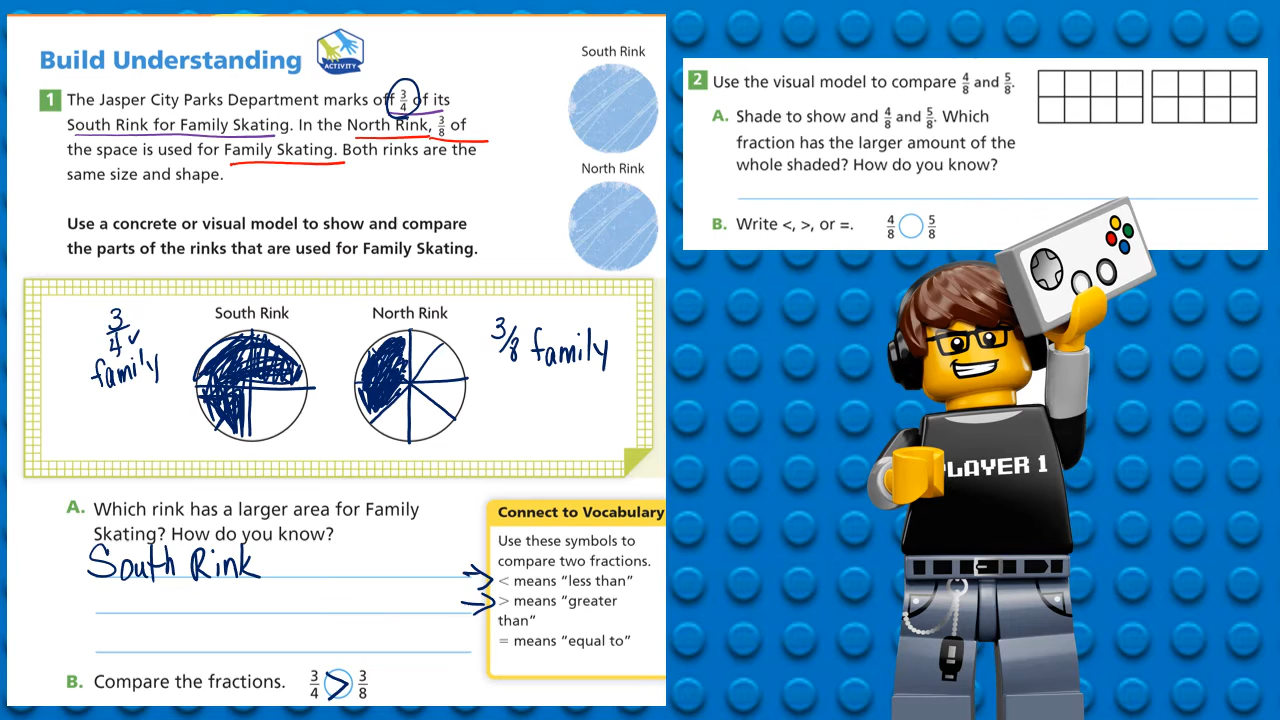 Build Understanding
ACTIVITY
1 The Jasper City Parks Department marks off 3/4 of its
South Rink for Family Skating. In the North Rink, 3/8 of
the space is used for Family Skating. Both rinks are the
same size and shape.
South Rink
North Rink
Use a concrete or visual model to show and compare
the parts of the rinks that are used for Family Skating.
3/4
family
South Rink
North Rink
3/8 family
A. Which rink has a larger area for Family
Skating? How do you know?
South Rink
B. Compare the fractions. 3/4 > 3/8
Connect to Vocabulary
Use these symbols to
compare two fractions.
< means “less than”
> means “greater
than”
= means “equal to”
2 Use the visual model to compare 4/8 and 5/8.
A. Shade to show and 4/8 and 5/8. Which
fraction has the larger amount of the
whole shaded? How do you know?
B. Write <, >, or =. 4/8 5/8
PLAYER 1